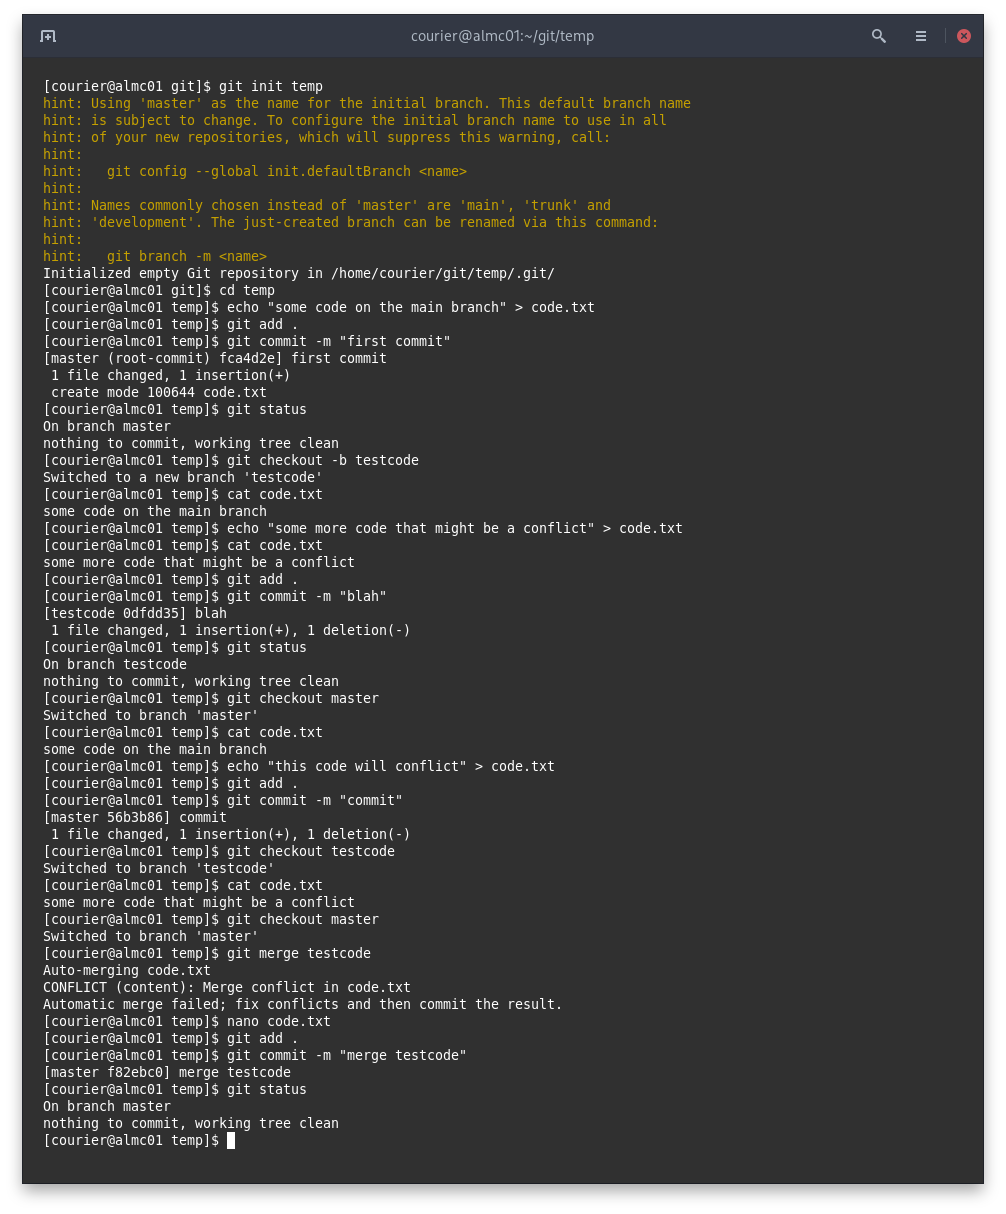 courier@almc01:~/git/temp
[courier@almc01 git]$ git init temp
hint: Using 'master' as the name for the initial branch. This default branch name
hint: is subject to change. To configure the initial branch name to use in all
hint: of your new repositories, which will suppress this warning, call:
hint:
hint:   git config --global init.defaultBranch <name>
hint:
hint: Names commonly chosen instead of 'master' are 'main', 'trunk' and
hint: 'development'. The just-created branch can be renamed via this command:
hint:
hint:   git branch -m <name>
Initialized empty Git repository in /home/courier/git/temp/.git/
[courier@almc01 git]$ cd temp
[courier@almc01 temp]$ echo "some code on the main branch" > code.txt
[courier@almc01 temp]$ git add .
[courier@almc01 temp]$ git commit -m "first commit"
[master (root-commit) fca4d2e] first commit
 1 file changed, 1 insertion(+)
 create mode 100644 code.txt
[courier@almc01 temp]$ git status
On branch master
nothing to commit, working tree clean
[courier@almc01 temp]$ git checkout -b testcode
Switched to a new branch 'testcode'
[courier@almc01 temp]$ cat code.txt
some code on the main branch
[courier@almc01 temp]$ echo "some more code that might be a conflict" > code.txt
[courier@almc01 temp]$ cat code.txt
some more code that might be a conflict
[courier@almc01 temp]$ git add .
[courier@almc01 temp]$ git commit -m "blah"
[testcode 0dfdd35] blah
 1 file changed, 1 insertion(+), 1 deletion(-)
[courier@almc01 temp]$ git status
On branch testcode
nothing to commit, working tree clean
[courier@almc01 temp]$ git checkout master
Switched to branch 'master'
[courier@almc01 temp]$ cat code.txt
some code on the main branch
[courier@almc01 temp]$ echo "this code will conflict" > code.txt
[courier@almc01 temp]$ git add .
[courier@almc01 temp]$ git commit -m "commit"
[master 56b3b86] commit
 1 file changed, 1 insertion(+), 1 deletion(-)
[courier@almc01 temp]$ git checkout testcode
Switched to branch 'testcode'
[courier@almc01 temp]$ cat code.txt
some more code that might be a conflict
[courier@almc01 temp]$ git checkout master
Switched to branch 'master'
[courier@almc01 temp]$ git merge testcode
Auto-merging code.txt
CONFLICT (content): Merge conflict in code.txt
Automatic merge failed; fix conflicts and then commit the result.
[courier@almc01 temp]$ nano code.txt
[courier@almc01 temp]$ git add .
[courier@almc01 temp]$ git commit -m "merge testcode"
[master f82ebc0] merge testcode
[courier@almc01 temp]$ git status
On branch master
nothing to commit, working tree clean
[courier@almc01 temp]$